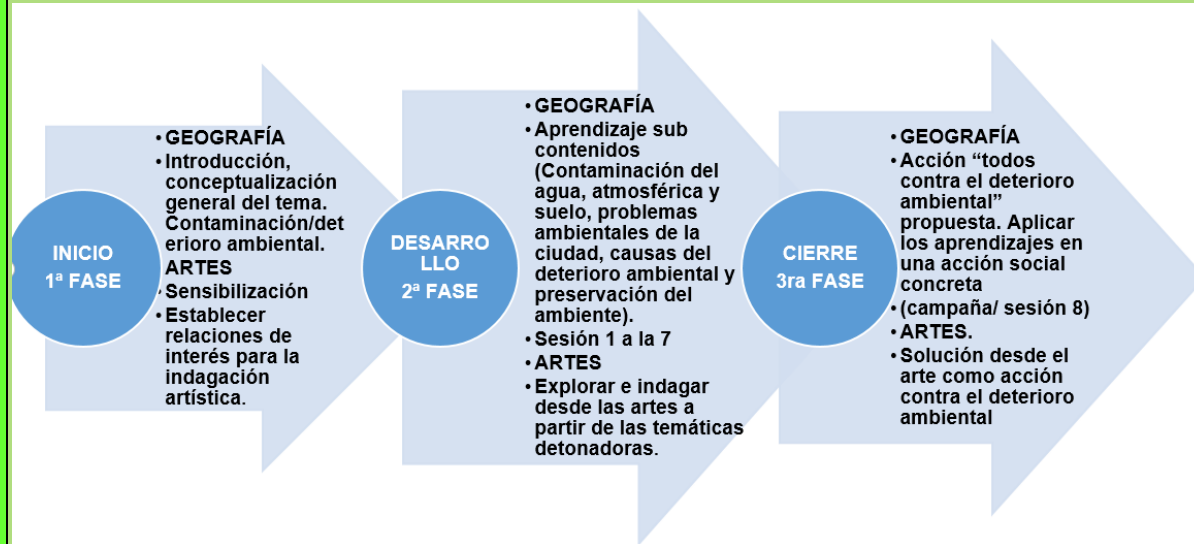 INICIO
1ª FASE
• GEOGRAFÍA
• Introducción,
conceptualización
general del tema.
Contaminación/det
erioro ambiental.
• ARTES
• Sensibilización
• Establecer
relaciones de
interés para la
indagación
artística.
DESARRO
LLO
2ª FASE
• GEOGRAFÍA
• Aprendizaje sub
contenidos
(Contaminación del
agua, atmosférica y
suelo, problemas
ambientales de la
ciudad, causas del
deterioro ambiental y
preservación del
ambiente).
• Sesión 1 a la 7
• ARTES
• Explorar e indagar
desde las artes a
partir de las temáticas
detonadoras.
CIERRE
3ra FASE
• GEOGRAFÍA
• Acción “todos
contra el deterioro
ambiental”
propuesta. Aplicar
los aprendizajes en
una acción social
concreta
• (campaña/ sesión 8)
• ARTES.
• Solución desde el
arte como acción
contra el deterioro
ambiental